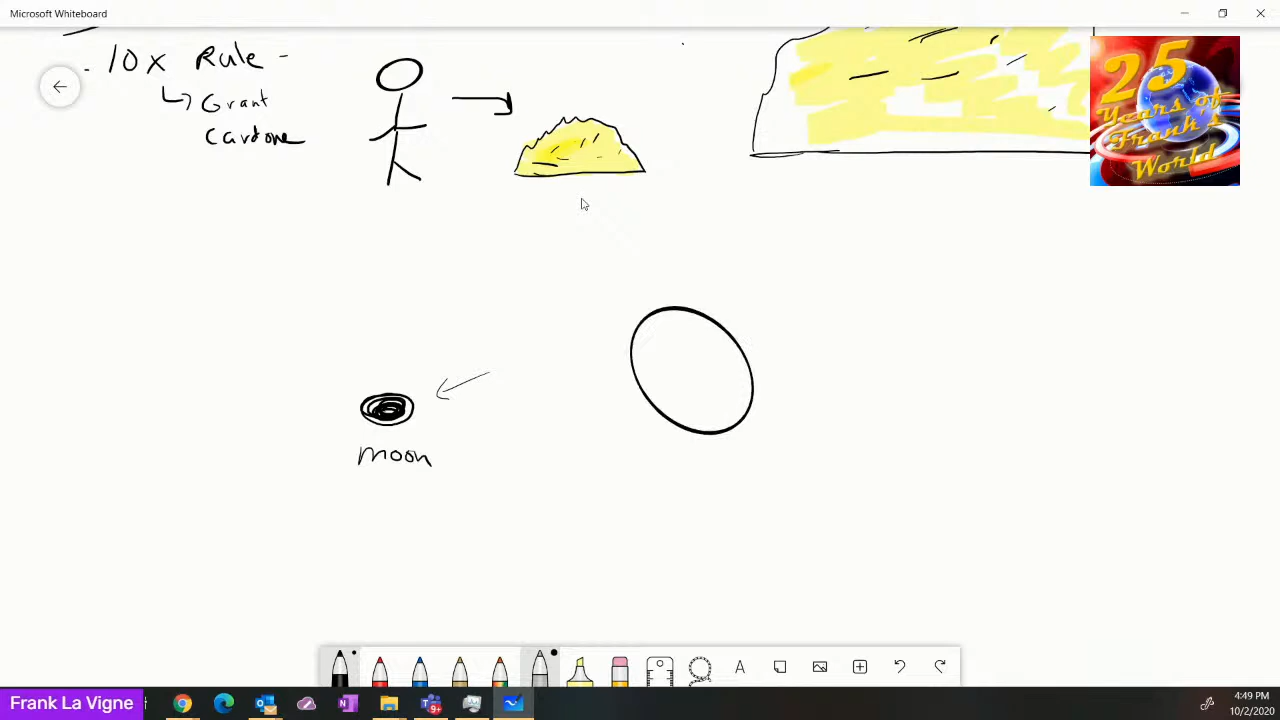 Microsoft Whiteboard
10x Rule -
Grant
Cardone
25
Years of
Frank's
World
moon
A
9+
Frank La Vigne
4:49 PM
10/2/2020